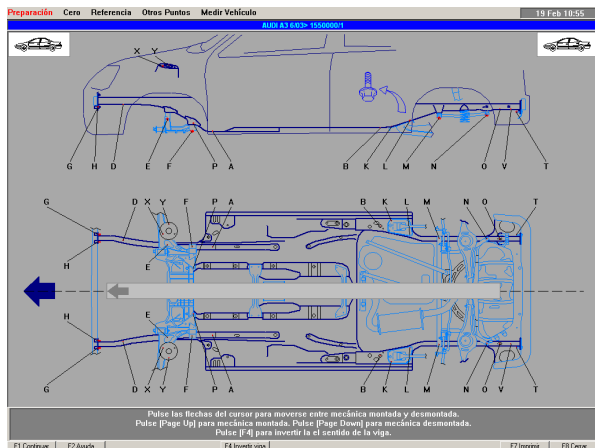 Preparación Cero Referencia Otros Puntos Medir Vehículo 19 Feb 10:55
AUDI A3 6/03> 1550000/1
X Y
G H D E F P A B K L M N O V T
G D X Y F P A B K L M N O T
H E
H E
G D X Y F P A B K L M N O V T
Pulse las flechas del cursor para moverse entre mecánica montada y desmontada.
Pulse [Page Up] para mecánica montada. Pulse [Page Down] para mecánica desmontada.
Pulse [F4] para invertir la el sentido de la viga.
F1 Continuar F2 Ayuda F4 Invertir viga F7 Imprimir F8 Cerrar